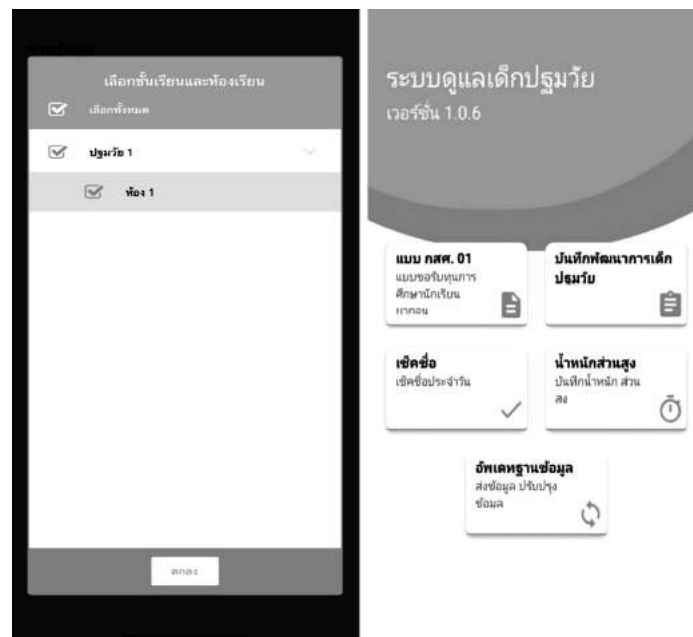 เลือกชั้นเรียนและห้องเรียน
เลือกทั้งหมด
ปฐมวัย 1
ห้อง 1
ตกลง
ระบบดูแลเด็กปฐมวัย
เวอร์ชั่น 1.0.6
แบบ กสศ. 01
แบบขอรับทุนการ
ศึกษานักเรียน
ยากจน
บันทึกพัฒนาการเด็ก
ปฐมวัย
เช็คชื่อ
เช็คชื่อประจำวัน
น้ำหนักส่วนสูง
บันทึกน้ำหนัก ส่วน
สูง
อัพเดทฐานข้อมูล
ส่งข้อมูล ปรับปรุง
ข้อมูล